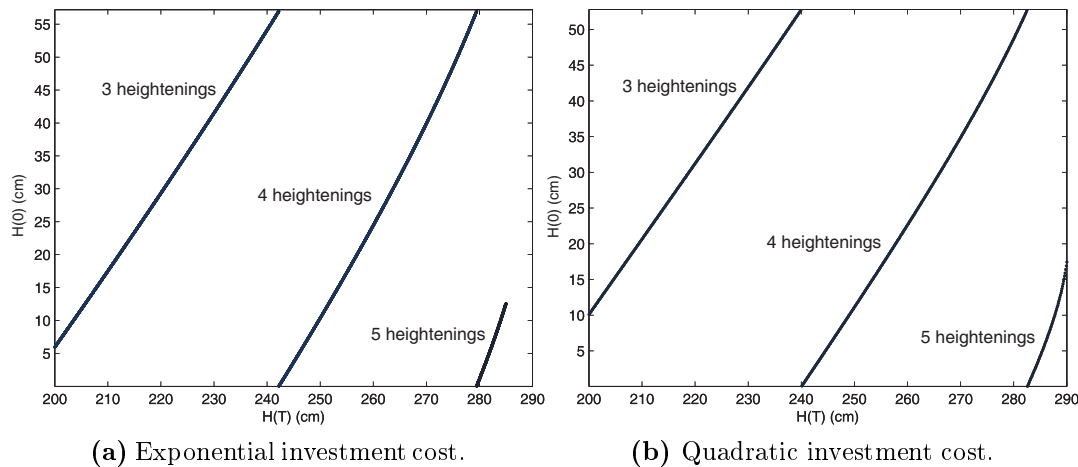 55
50
45
40
35
30
25
20
15
10
5
H(0) (cm)
3 heightenings
4 heightenings
5 heightenings
200 210 220 230 240 250 260 270 280 290
H(T) (cm)
(a) Exponential investment cost.
50
45
40
35
30
25
20
15
10
5
H(0) (cm)
3 heightenings
4 heightenings
5 heightenings
200 210 220 230 240 250 260 270 280 290
H(T) (cm)
(b) Quadratic investment cost.